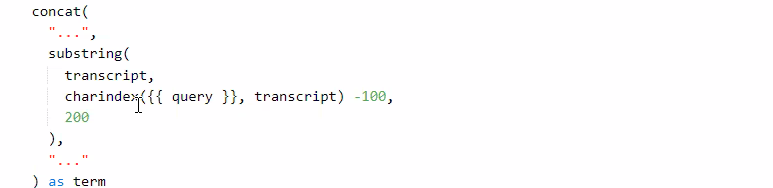 concat(
"...",
substring(
transcript,
charindex({{ query }}, transcript) -100,
200
),
"..."
) as term